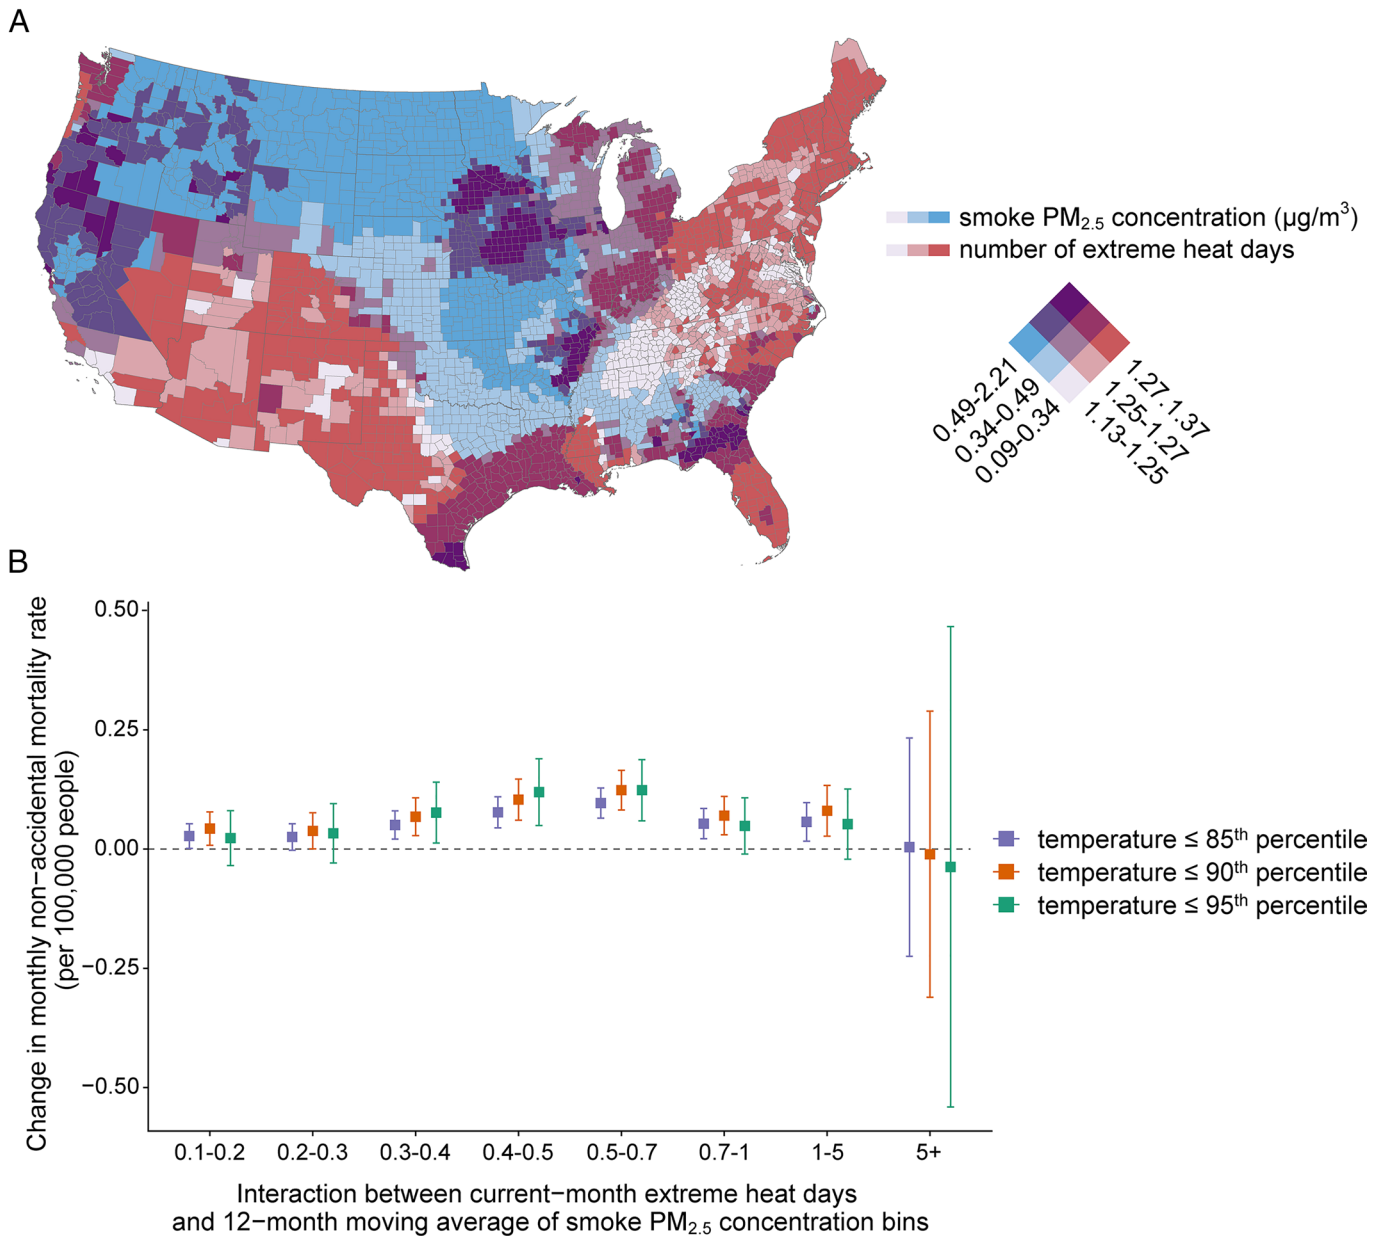 A
smoke PM2.5 concentration (µg/m3)
number of extreme heat days
0.49-2.21
0.34-0.49
0.09-0.34
1.27.1.37
1.25-1.27
1.13-1.25
B
Change in monthly non−accidental mortality rate
(per 100,000 people)
0.50
0.25
0.00
−0.25
−0.50
temperature ≤ 85th percentile
temperature ≤ 90th percentile
temperature ≤ 95th percentile
0.1-0.2 0.2-0.3 0.3-0.4 0.4-0.5 0.5-0.7 0.7-1 1-5 5+
Interaction between current−month extreme heat days
and 12−month moving average of smoke PM2.5 concentration bins